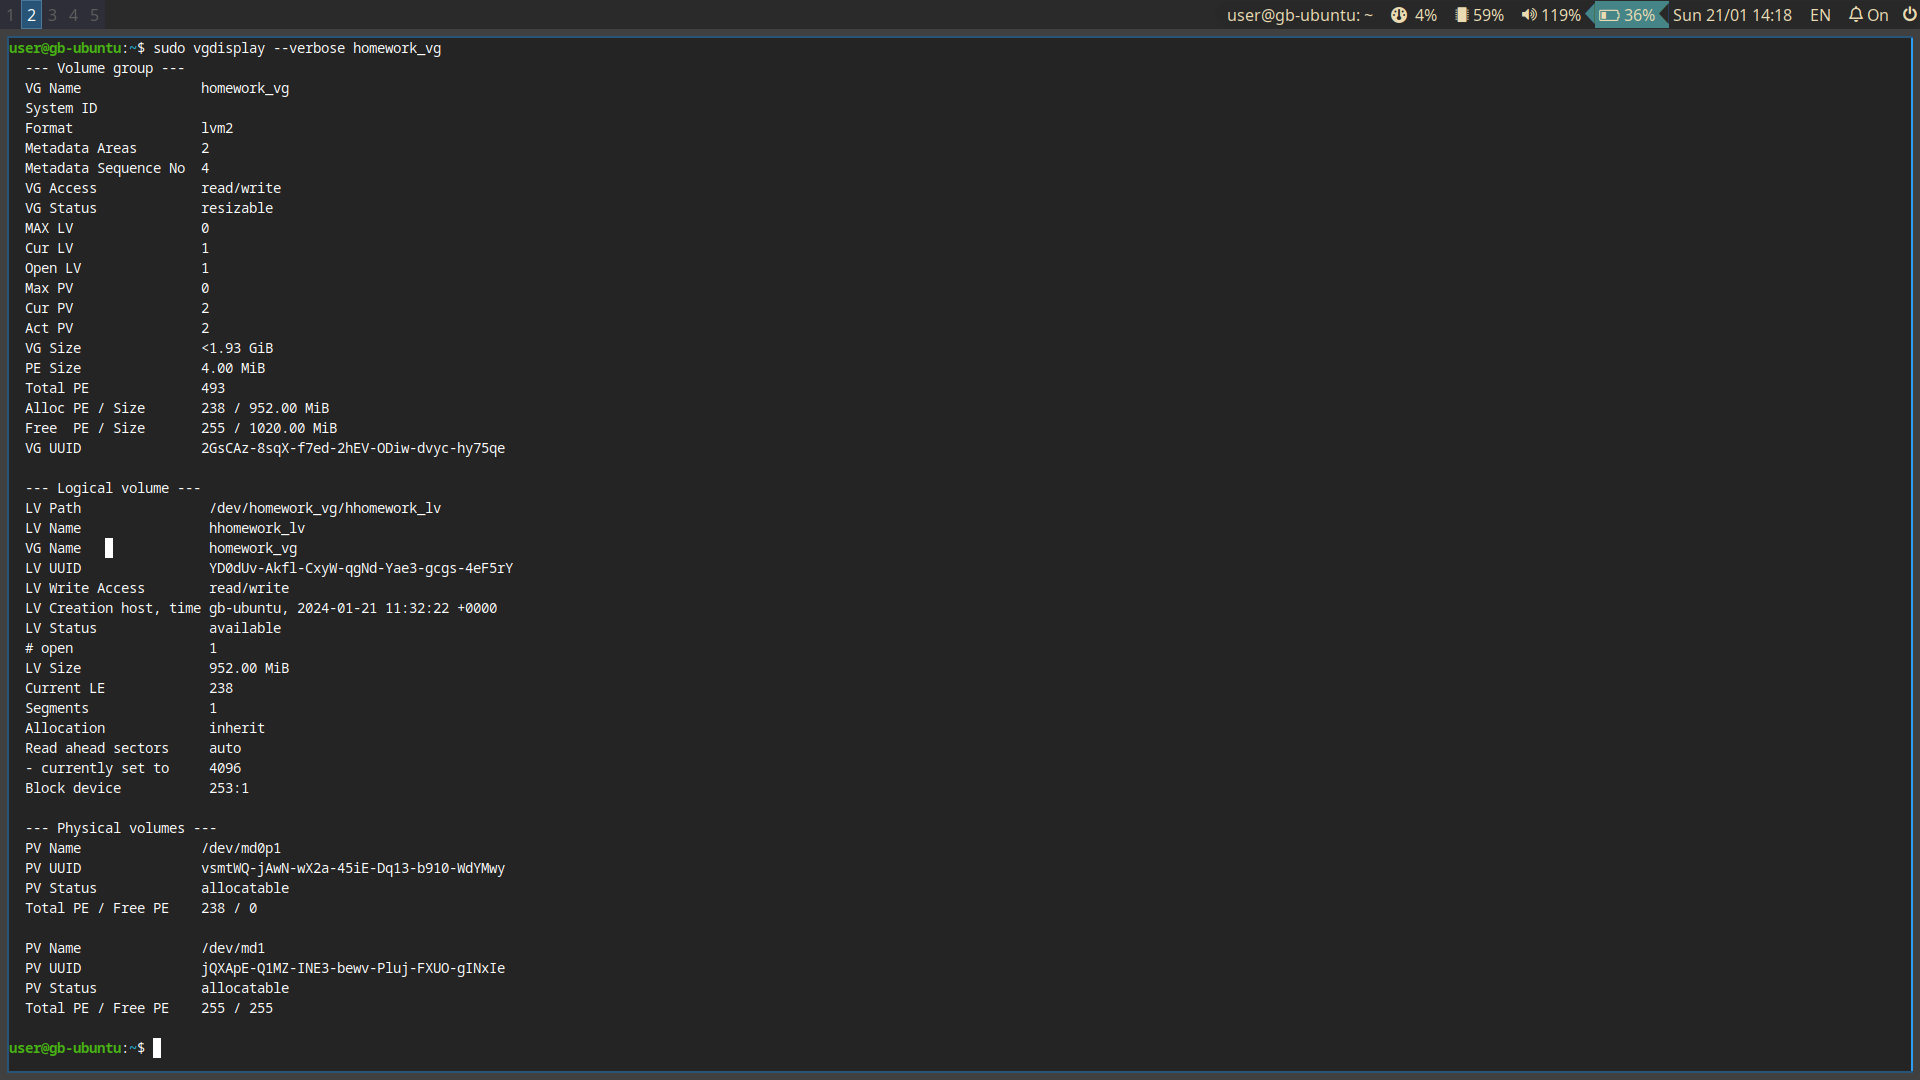 1 2 3 4 5 user@gb-ubuntu: ~ 4% 59% 119% 36% Sun 21/01 14:18 EN On
user@gb-ubuntu:~$ sudo vgdisplay --verbose homework_vg
--- Volume group ---
VG Name homework_vg
System ID
Format lvm2
Metadata Areas 2
Metadata Sequence No 4
VG Access read/write
VG Status resizable
MAX LV 0
Cur LV 1
Open LV 1
Max PV 0
Cur PV 2
Act PV 2
VG Size <1.93 GiB
PE Size 4.00 MiB
Total PE 493
Alloc PE / Size 238 / 952.00 MiB
Free PE / Size 255 / 1020.00 MiB
VG UUID 2GsCAz-8sqX-f7ed-2hEV-ODiw-dvyc-hy75qe
--- Logical volume ---
LV Path /dev/homework_vg/hhomework_lv
LV Name hhomework_lv
VG Name homework_vg
LV UUID YD0dUv-Akfl-CxyW-qgNd-Yae3-gcgs-4eF5rY
LV Write Access read/write
LV Creation host, time gb-ubuntu, 2024-01-21 11:32:22 +0000
LV Status available
# open 1
LV Size 952.00 MiB
Current LE 238
Segments 1
Allocation inherit
Read ahead sectors auto
- currently set to 4096
Block device 253:1
--- Physical volumes ---
PV Name /dev/md0p1
PV UUID vsmtWQ-jAwN-wX2a-45iE-Dq13-b910-WdYMwy
PV Status allocatable
Total PE / Free PE 238 / 0
PV Name /dev/md1
PV UUID jQXApE-Q1MZ-INE3-bewv-Pluj-FXUO-gINxIe
PV Status allocatable
Total PE / Free PE 255 / 255
user@gb-ubuntu:~$